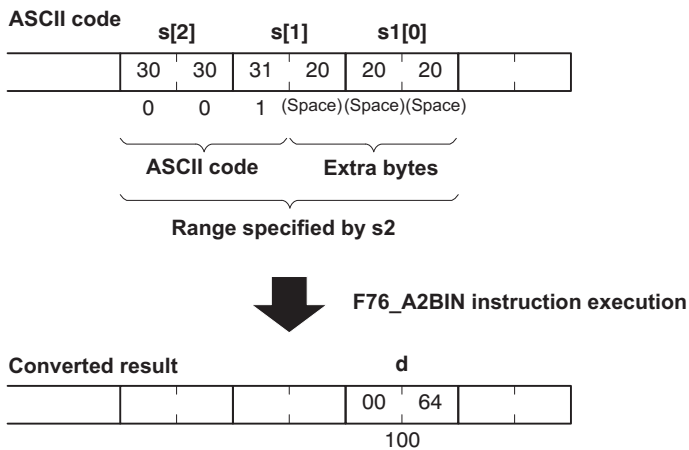 ASCII code
s[2] s[1] s1[0]
30 30 31 20 20 20
0 0 1 (Space) (Space) (Space)
ASCII code Extra bytes
Range specified by s2
F76_A2BIN instruction execution
Converted result d
00 64
100